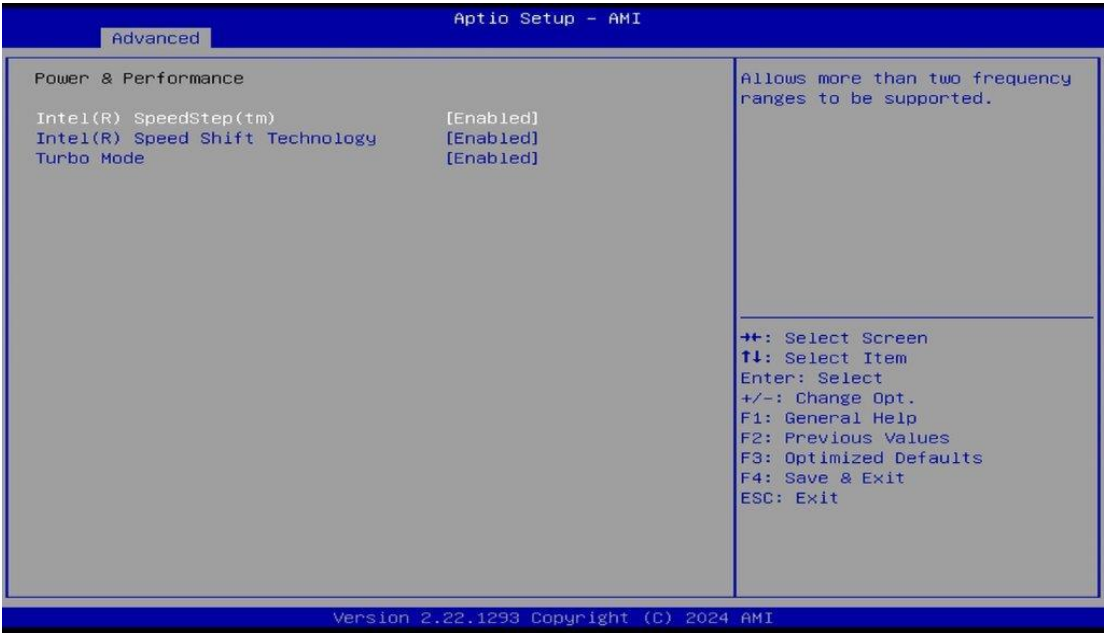 Aptio Setup - AMI
Advanced
Power & Performance
Intel(R) SpeedStep(tm) [Enabled]
Intel(R) Speed Shift Technology [Enabled]
Turbo Mode [Enabled]
Allows more than two frequency
ranges to be supported.
→←: Select Screen
↑↓: Select Item
Enter: Select
+/-: Change Opt.
F1: General Help
F2: Previous Values
F3: Optimized Defaults
F4: Save & Exit
ESC: Exit
Version 2.22.1293 Copyright (C) 2024 AMI